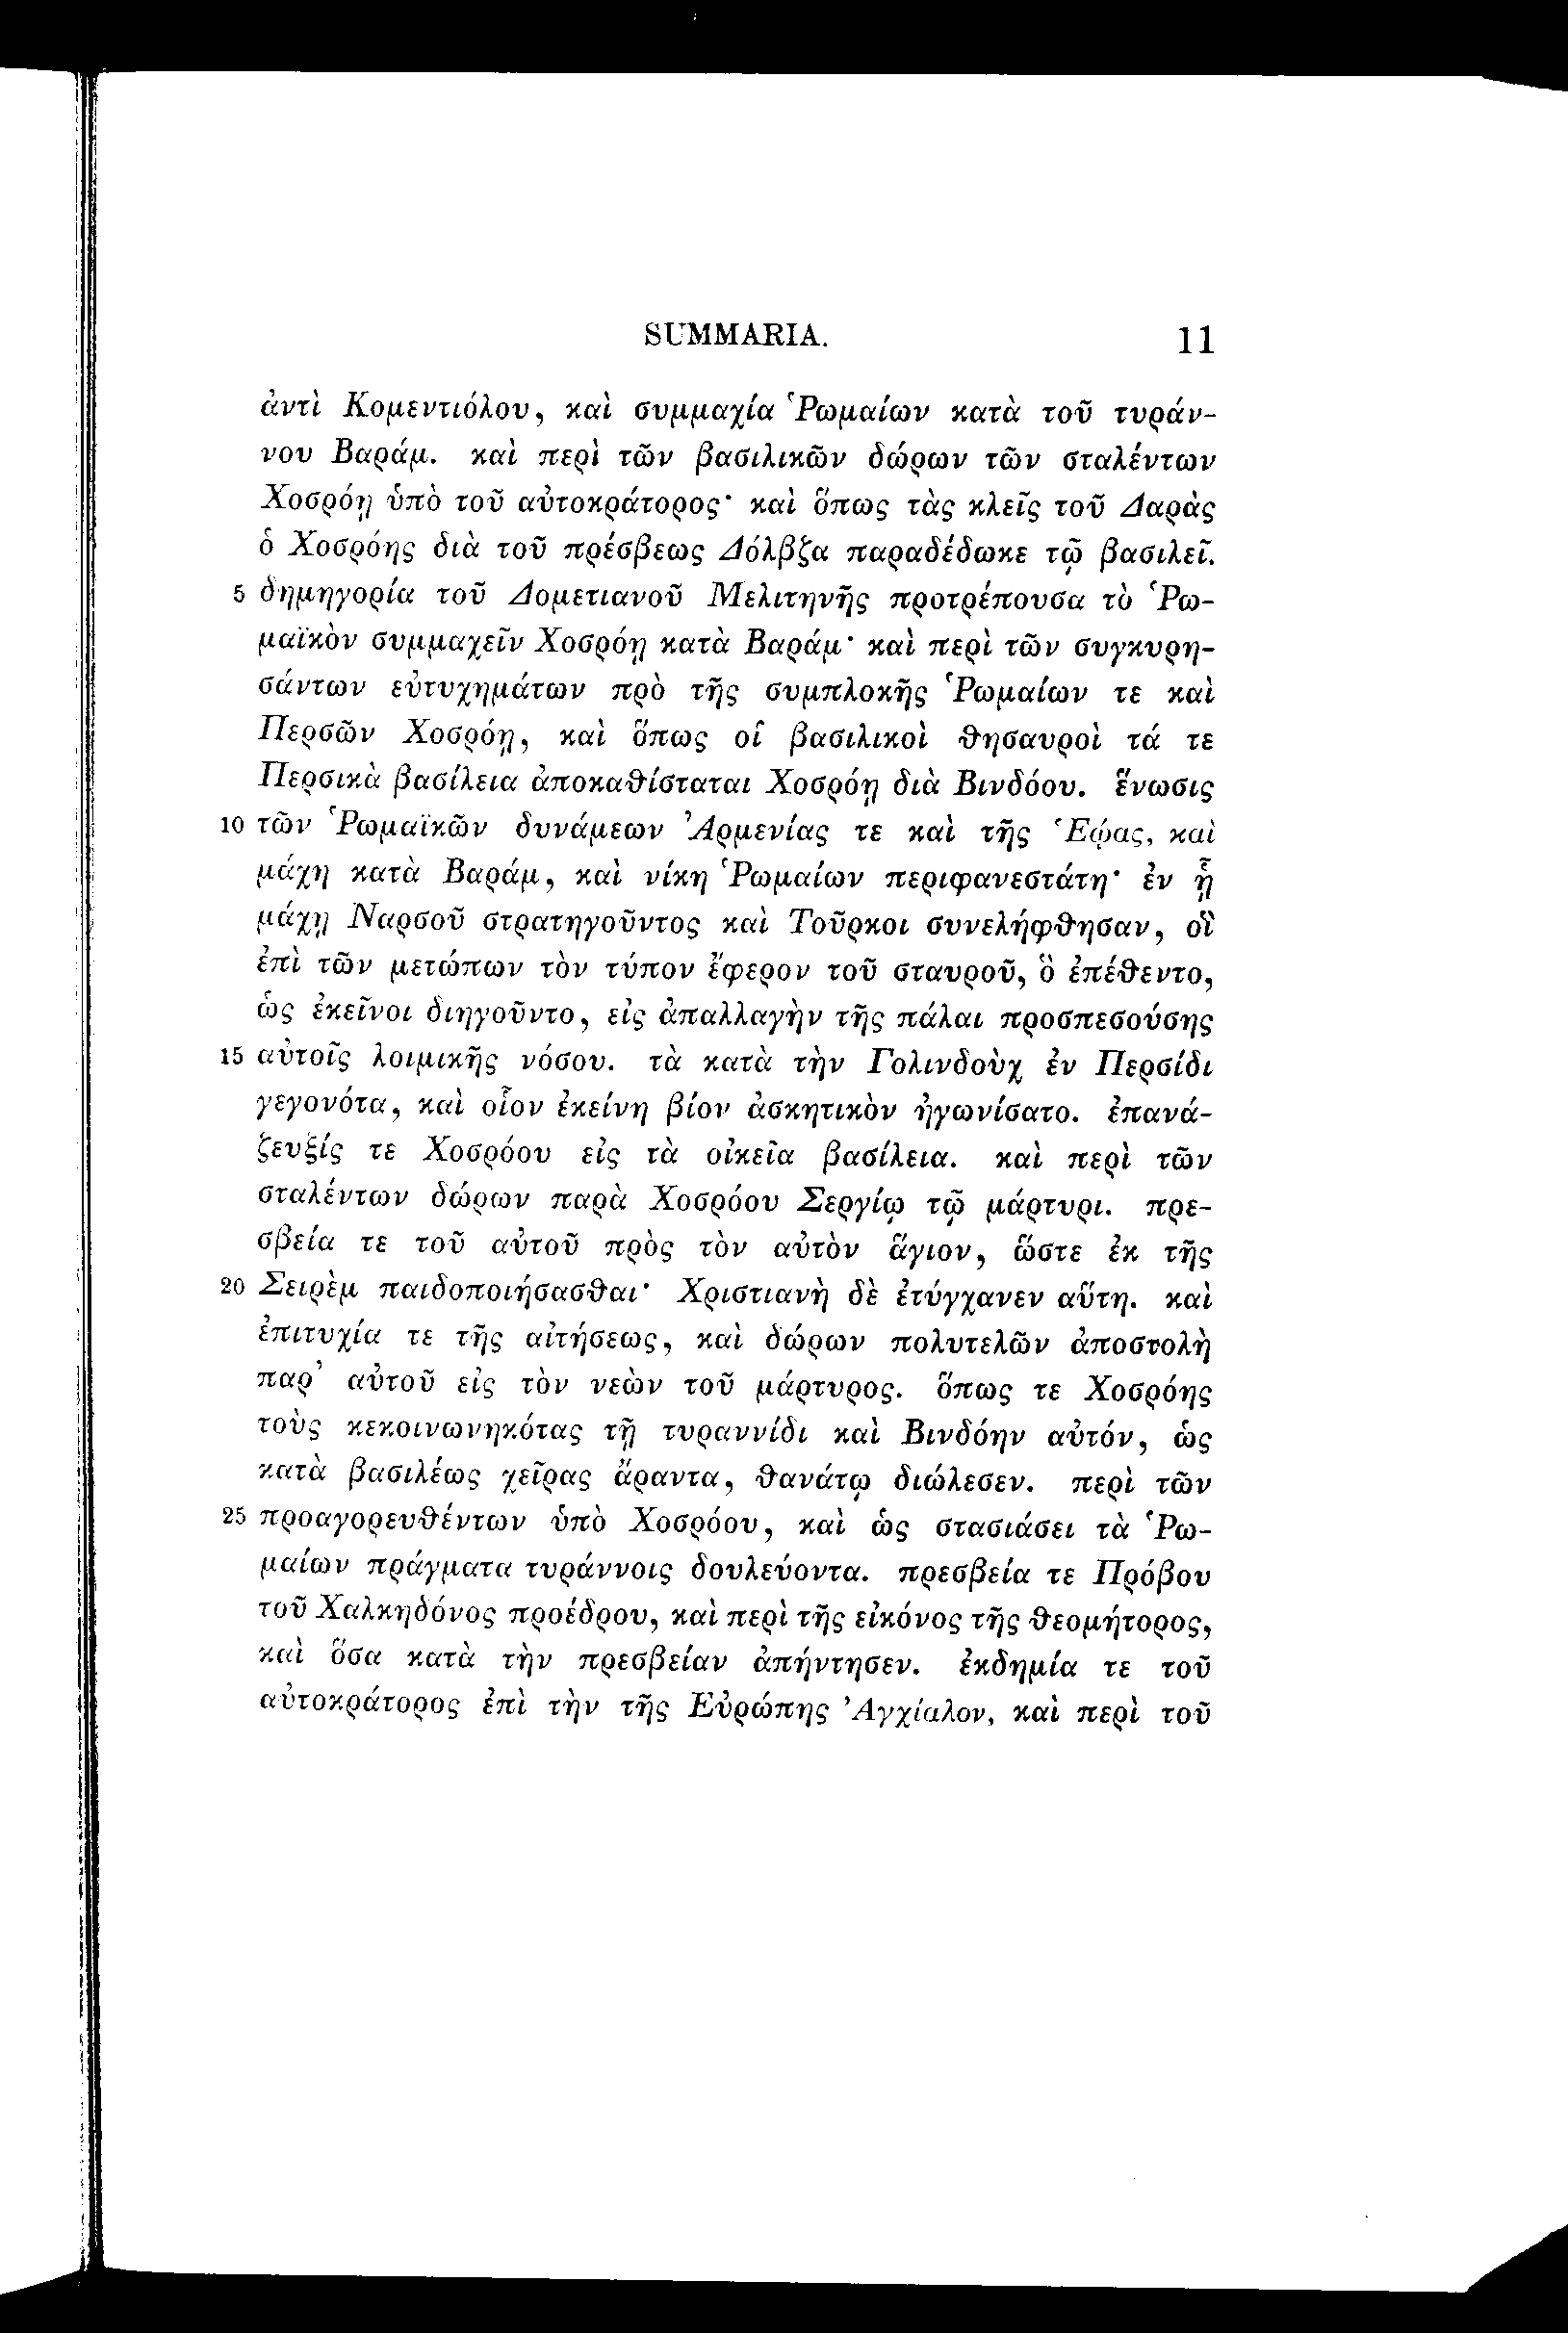 SUMMARIA. 11
ἀντὶ Κομεντιόλου, καὶ συμμαχία Ῥωμαίων κατὰ τοῦ τυράν-
νου Βαράμ. καὶ περὶ τῶν βασιλικῶν δώρων τῶν σταλέντων
Χοσρόῃ ὑπὸ τοῦ αὐτοκράτορος· καὶ ὅπως τὰς κλεῖς τοῦ Δαρὰς
ὁ Χοσρόης διὰ τοῦ πρέσβεως Δόλβζα παραδέδωκε τῷ βασιλεῖ.
5 δημηγορία τοῦ Δομετιανοῦ Μελιτηνῆς προτρέπουσα τὸ Ῥω-
μαϊκὸν συμμαχεῖν Χοσρόῃ κατὰ Βαράμ· καὶ περὶ τῶν συγκυρη-
σάντων εὐτυχημάτων πρὸ τῆς συμπλοκῆς Ῥωμαίων τε καὶ
Περσῶν Χοσρόῃ, καὶ ὅπως οἱ βασιλικοὶ θησαυροὶ τά τε
Περσικὰ βασίλεια ἀποκαθίσταται Χοσρόῃ διὰ Βινδόου. ἕνωσις
10 τῶν Ῥωμαϊκῶν δυνάμεων Ἀρμενίας τε καὶ τῆς Ἑῴας, καὶ
μάχη κατὰ Βαράμ, καὶ νίκη Ῥωμαίων περιφανεστάτη· ἐν ᾗ
μάχῃ Ναρσοῦ στρατηγοῦντος καὶ Τοῦρκοι συνελήφθησαν, οἳ
ἐπὶ τῶν μετώπων τὸν τύπον ἔφερον τοῦ σταυροῦ, ὃ ἐπέθεντο,
ὡς ἐκεῖνοι διηγοῦντο, εἰς ἀπαλλαγὴν τῆς πάλαι προσπεσούσης
15 αὐτοῖς λοιμικῆς νόσου. τὰ κατὰ τὴν Γολινδοὺχ ἐν Περσίδι
γεγονότα, καὶ οἷον ἐκείνη βίον ἀσκητικὸν ἠγωνίσατο. ἐπανά-
ζευξίς τε Χοσρόου εἰς τὰ οἰκεῖα βασίλεια. καὶ περὶ τῶν
σταλέντων δώρων παρὰ Χοσρόου Σεργίῳ τῷ μάρτυρι. πρε-
σβεία τε τοῦ αὐτοῦ πρὸς τὸν αὐτὸν ἅγιον, ὥστε ἐκ τῆς
20 Σειρὲμ παιδοποιήσασθαι· Χριστιανὴ δὲ ἐτύγχανεν αὕτη. καὶ
ἐπιτυχία τε τῆς αἰτήσεως, καὶ δώρων πολυτελῶν ἀποστολὴ
παρ’ αὐτοῦ εἰς τὸν νεὼν τοῦ μάρτυρος. ὅπως τε Χοσρόης
τοὺς κεκοινωνηκότας τῇ τυραννίδι καὶ Βινδόην αὐτόν, ὡς
κατὰ βασιλέως χεῖρας ἄραντα, θανάτῳ διώλεσεν. περὶ τῶν
25 προαγορευθέντων ὑπὸ Χοσρόου, καὶ ὡς στασιάσει τὰ Ῥω-
μαίων πράγματα τυράννοις δουλεύοντα. πρεσβεία τε Πρόβου
τοῦ Χαλκηδόνος προέδρου, καὶ περὶ τῆς εἰκόνος τῆς θεομήτορος,
καὶ ὅσα κατὰ τὴν πρεσβείαν ἀπήντησεν. ἐκδημία τε τοῦ
αὐτοκράτορος ἐπὶ τὴν τῆς Εὐρώπης Ἀγχίαλον, καὶ περὶ τοῦ